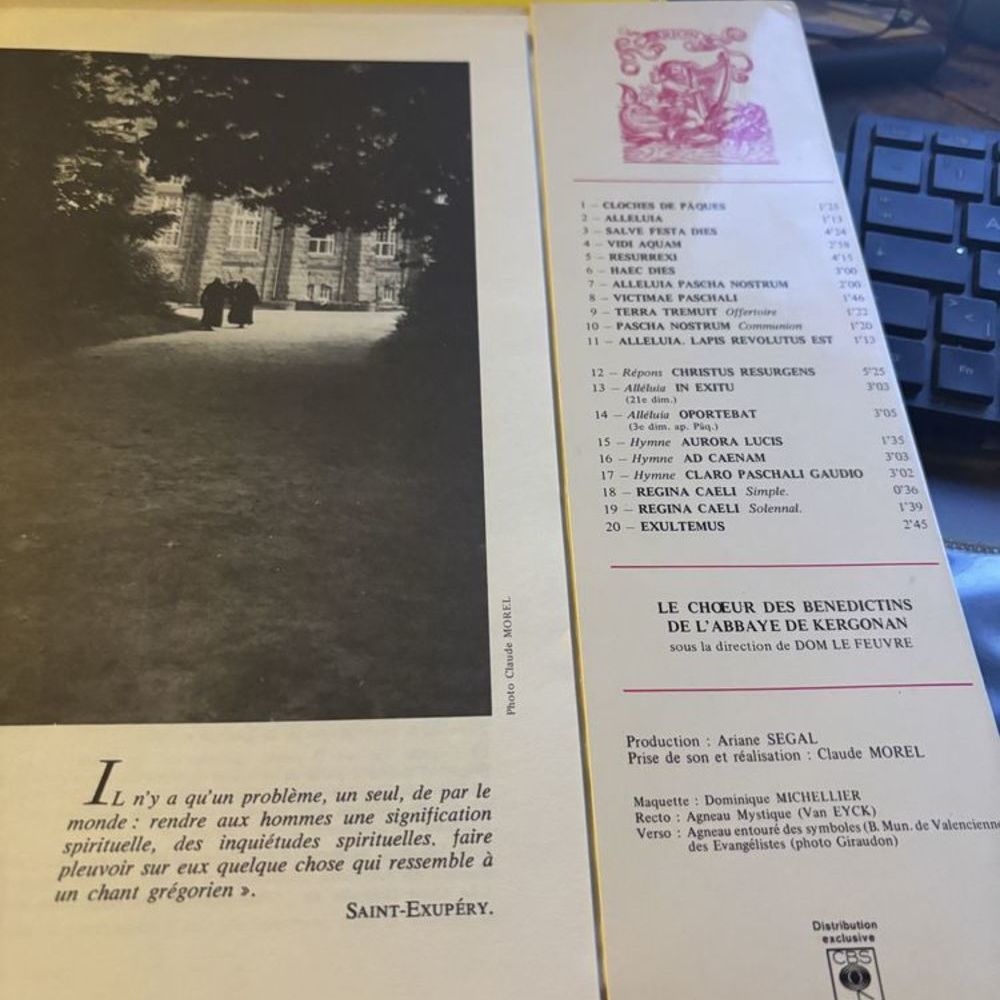 Photo Claude MOREL
IL n'y a qu'un problème, un seul, de par le
monde : rendre aux hommes une signification
spirituelle, des inquiétudes spirituelles, faire
pleuvoir sur eux quelque chose qui ressemble à
un chant grégorien ».
SAINT-EXUPÉRY.
ARION
1 – CLOCHES DE PÂQUES 1'25
2 – ALLELUIA 1'13
3 – SALVE FESTA DIES 4'24
4 – VIDI AQUAM 2'58
5 – RESURREXI 4'15
6 – HAEC DIES 3'00
7 – ALLELUIA PASCHA NOSTRUM 2'00
8 – VICTIMAE PASCHALI 1'46
9 – TERRA TREMUIT Offertoire 1'22
10 – PASCHA NOSTRUM Communion 1'20
11 – ALLELUIA. LAPIS REVOLUTUS EST 1'13
12 – Répons CHRISTUS RESURGENS 5'25
13 – Alléluia IN EXITU 3'03
(21e dim.)
14 – Alléluia OPORTEBAT 3'05
(3e dim. ap. Pâq.)
15 – Hymne AURORA LUCIS 1'35
16 – Hymne AD CAENAM 3'03
17 – Hymne CLARO PASCHALI GAUDIO 3'02
18 – REGINA CAELI Simple. 0'36
19 – REGINA CAELI Solennal. 1'39
20 – EXULTEMUS 2'45
LE CHŒUR DES BENEDICTINS
DE L'ABBAYE DE KERGONAN
sous la direction de DOM LE FEUVRE
Production : Ariane SEGAL
Prise de son et réalisation : Claude MOREL
Maquette : Dominique MICHELLIER
Recto : Agneau Mystique (Van EYCK)
Verso : Agneau entouré des symboles (B. Mun. de Valencienne
des Evangélistes (photo Giraudon)
Distribution
exclusive
CBS